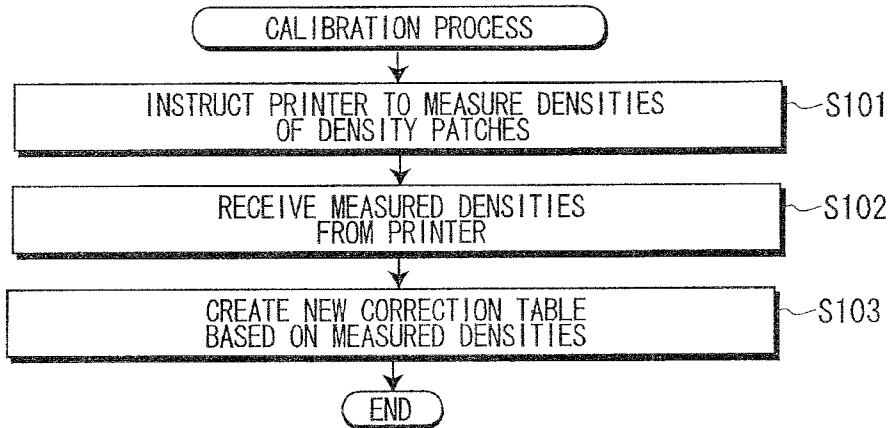 CALIBRATION PROCESS
INSTRUCT PRINTER TO MEASURE DENSITIES
OF DENSITY PATCHES
S101
RECEIVE MEASURED DENSITIES
FROM PRINTER
S102
CREATE NEW CORRECTION TABLE
BASED ON MEASURED DENSITIES
S103
END